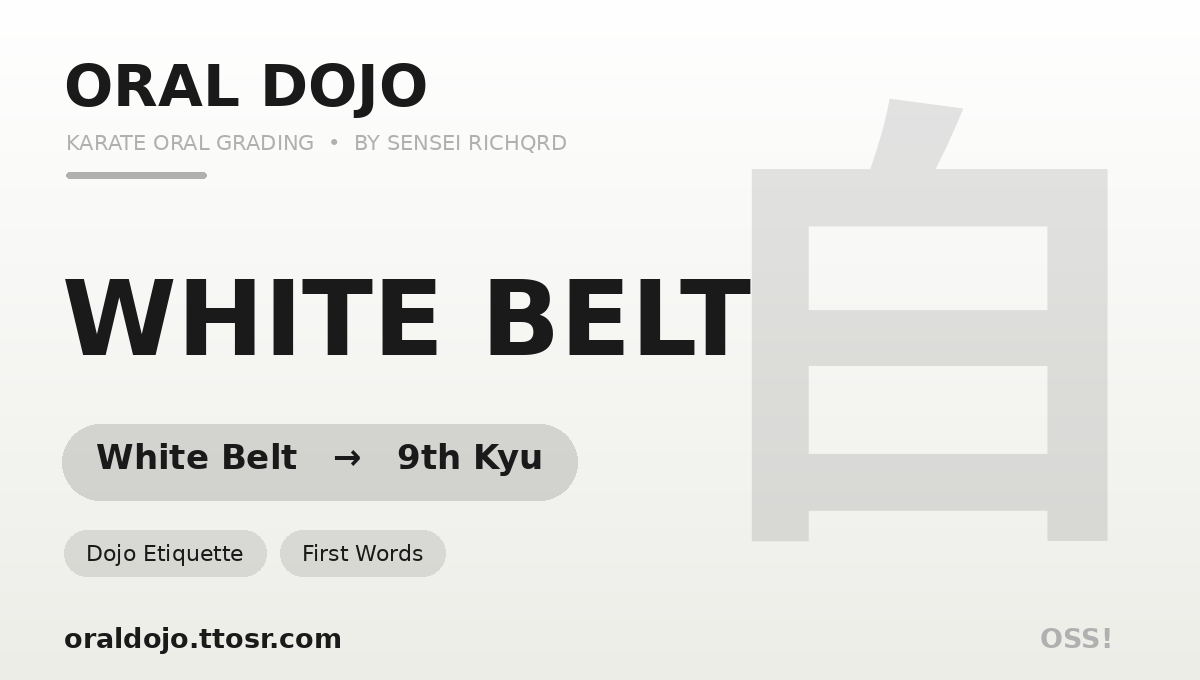 ORAL DOJO
KARATE ORAL GRADING • BY SENSEI RICHQRD
白
WHITE BELT
White Belt → 9th Kyu
Dojo Etiquette First Words
oraldojo.ttosr.com
OSS!